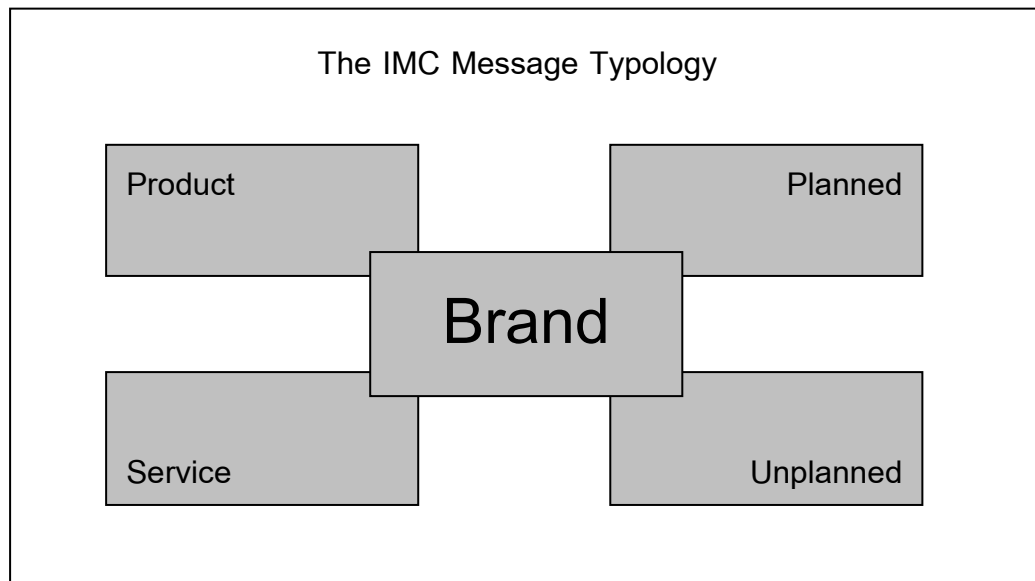 The IMC Message Typology
Product
Planned
Brand
Service
Unplanned